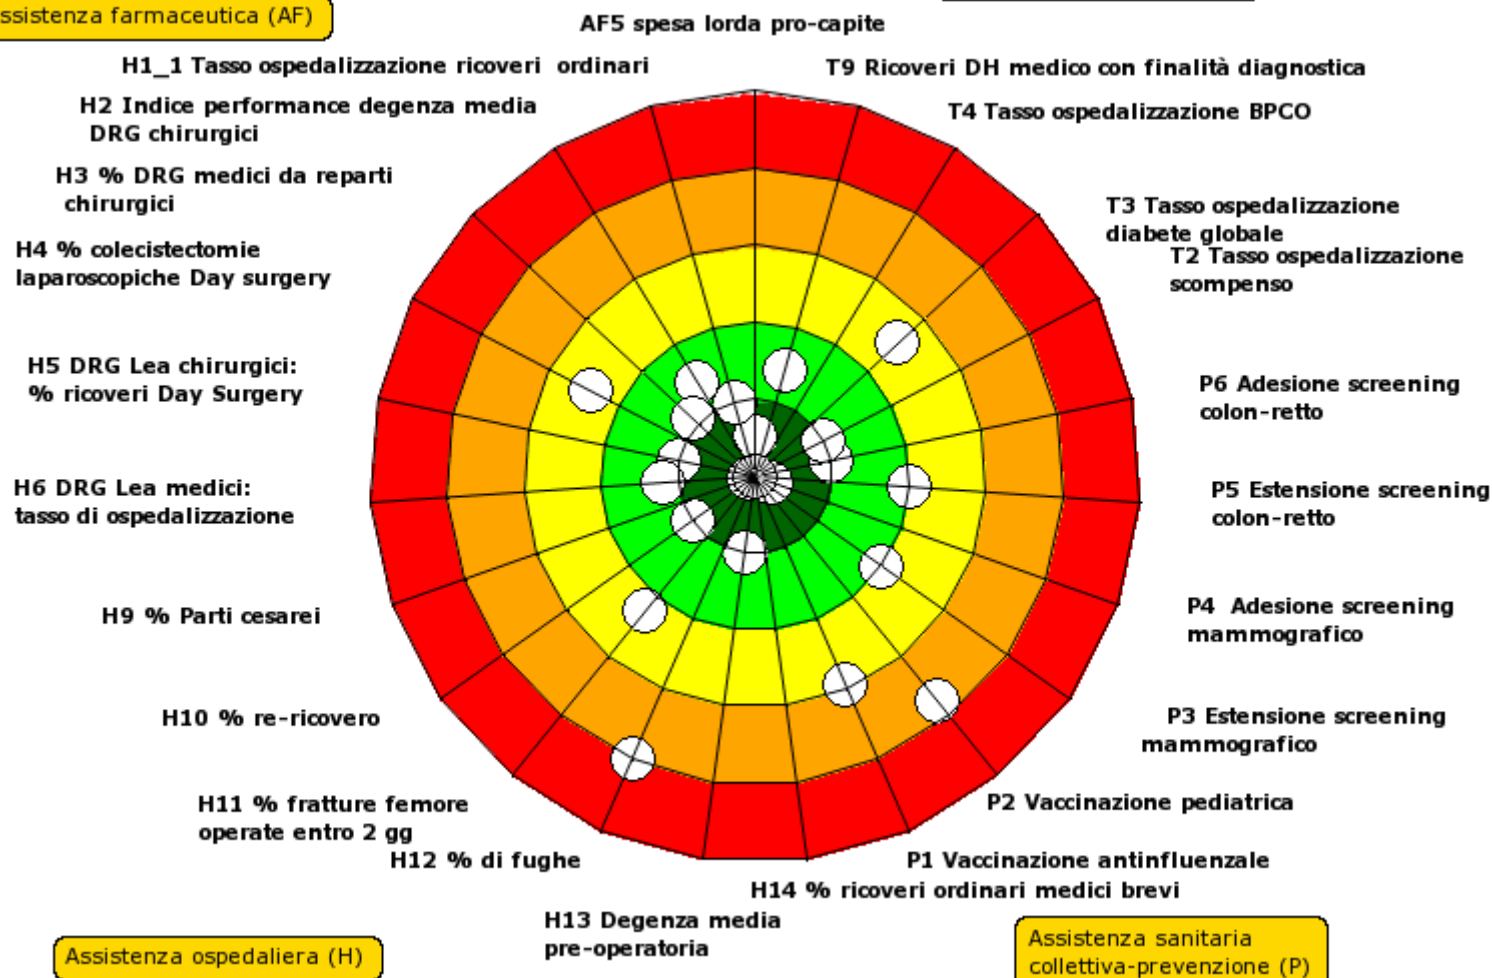 ssistenza farmaceutica (AF)
AF5 spesa lorda pro-capite
H1_1 Tasso ospedalizzazione ricoveri ordinari
T9 Ricoveri DH medico con finalità diagnostica
H2 Indice performance degenza media
DRG chirurgici
T4 Tasso ospedalizzazione BPCO
H3 % DRG medici da reparti
chirurgici
T3 Tasso ospedalizzazione
diabete globale
H4 % colecistectomie
laparoscopiche Day surgery
T2 Tasso ospedalizzazione
scompenso
H5 DRG Lea chirurgici:
% ricoveri Day Surgery
P6 Adesione screening
colon-retto
H6 DRG Lea medici:
tasso di ospedalizzazione
P5 Estensione screening
colon-retto
H9 % Parti cesarei
P4 Adesione screening
mammografico
H10 % re-ricovero
P3 Estensione screening
mammografico
H11 % fratture femore
operate entro 2 gg
P2 Vaccinazione pediatrica
H12 % di fughe
P1 Vaccinazione antinfluenzale
H14 % ricoveri ordinari medici brevi
H13 Degenza media
pre-operatoria
Assistenza ospedaliera (H)
Assistenza sanitaria
collettiva-prevenzione (P)